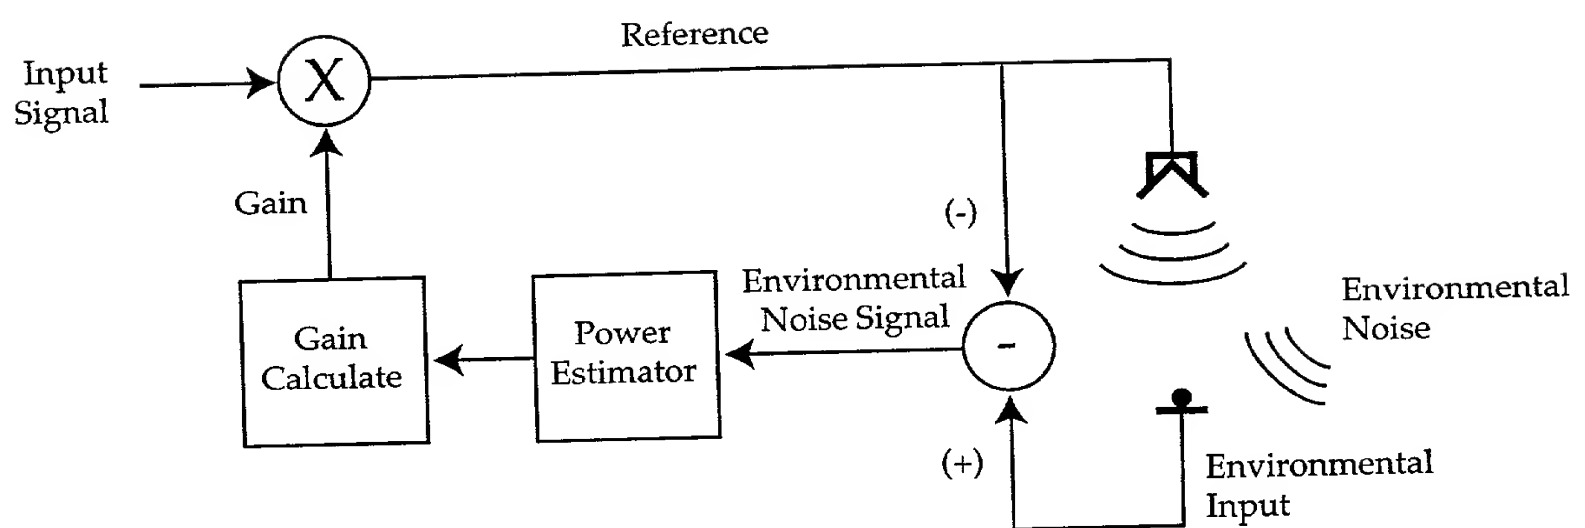 Reference
Input
Signal
X
Gain
(-)
Environmental
Noise Signal
Environmental
Noise
Gain
Calculate
Power
Estimator
-
(+)
Environmental
Input